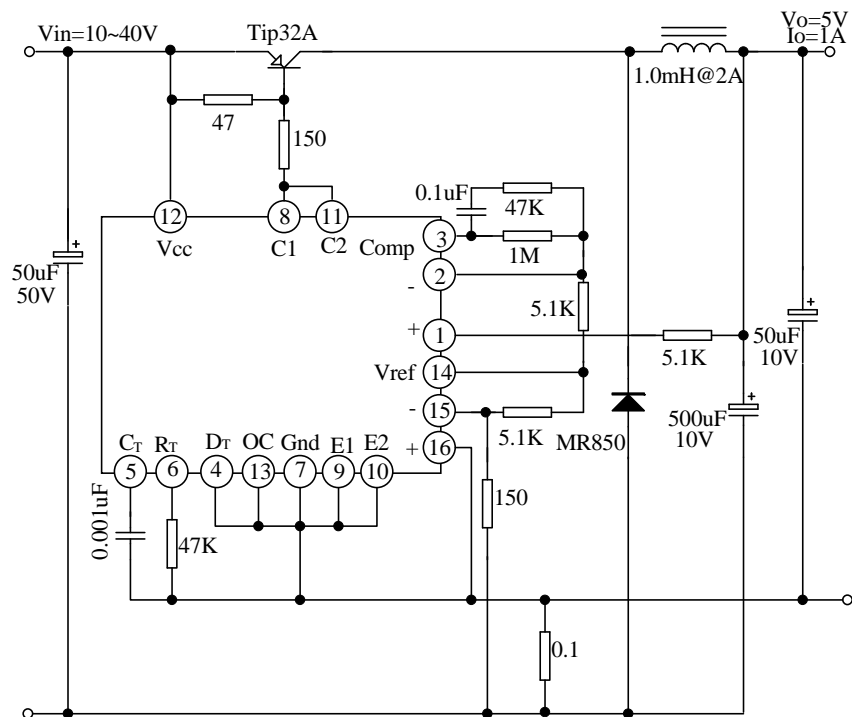 Vin=10~40V
Tip32A
Vo=5V
Io=1A
1.0mH@2A
47
150
0.1uF
47K
12
8
11
3
Vcc
C1
C2
Comp
1M
2
-
50uF
50V
+
5.1K
+
1
5.1K
+
50uF
10V
Vref
14
-
15
5.1K
+
500uF
10V
MR850
+
16
CT
RT
DT
OC
Gnd
E1
E2
5
6
4
13
7
9
10
150
0.001uF
47K
0.1